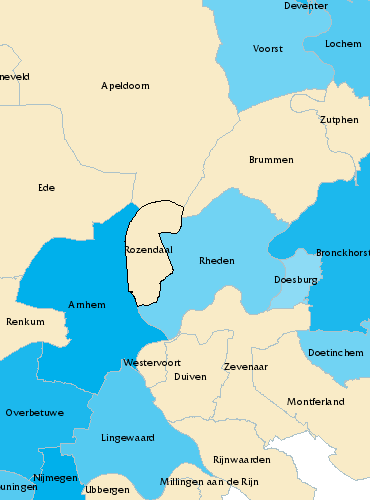 Deventer
Voorst
Lochem
neveld
Apeldoorn
Zutphen
Brummen
Ede
Rozendaal
Rheden
Bronckhorst
Doesburg
Arnhem
Renkum
Doetinchem
Westervoort
Duiven
Zevenaar
Montferland
Overbetuwe
Lingewaard
Rijnwaarden
Nijmegen
Millingen aan de Rijn
uningen
Ubbergen